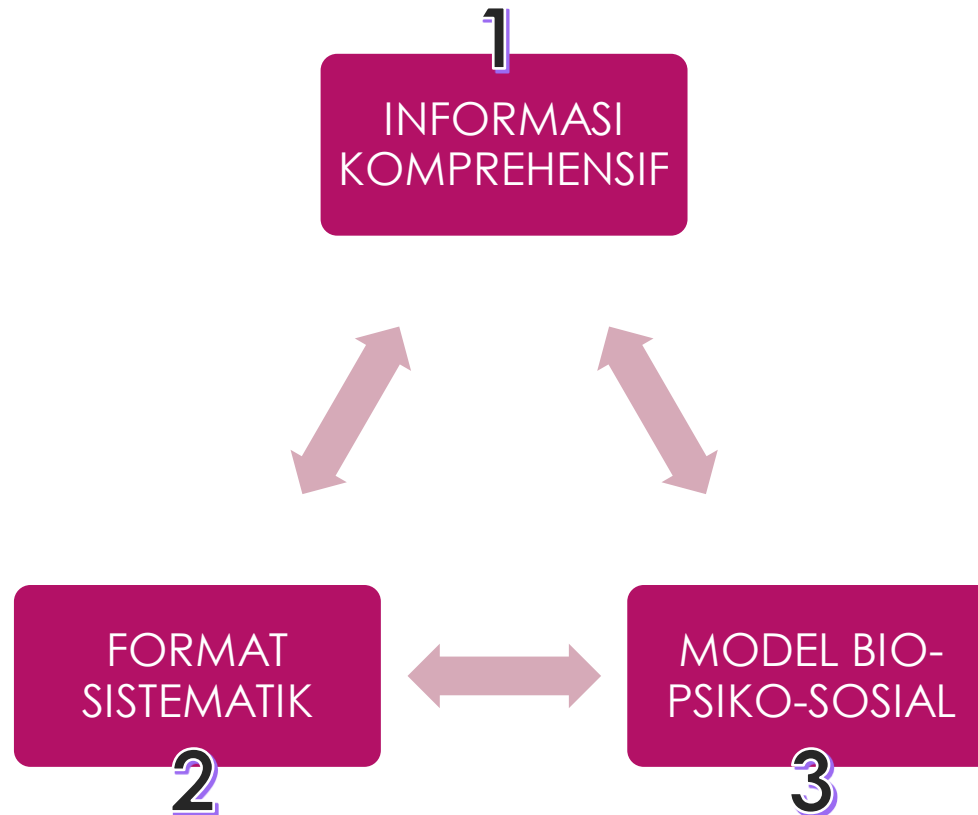 1
INFORMASI
KOMPREHENSIF
FORMAT
SISTEMATIK
2
MODEL BIO-
PSIKO-SOSIAL
3